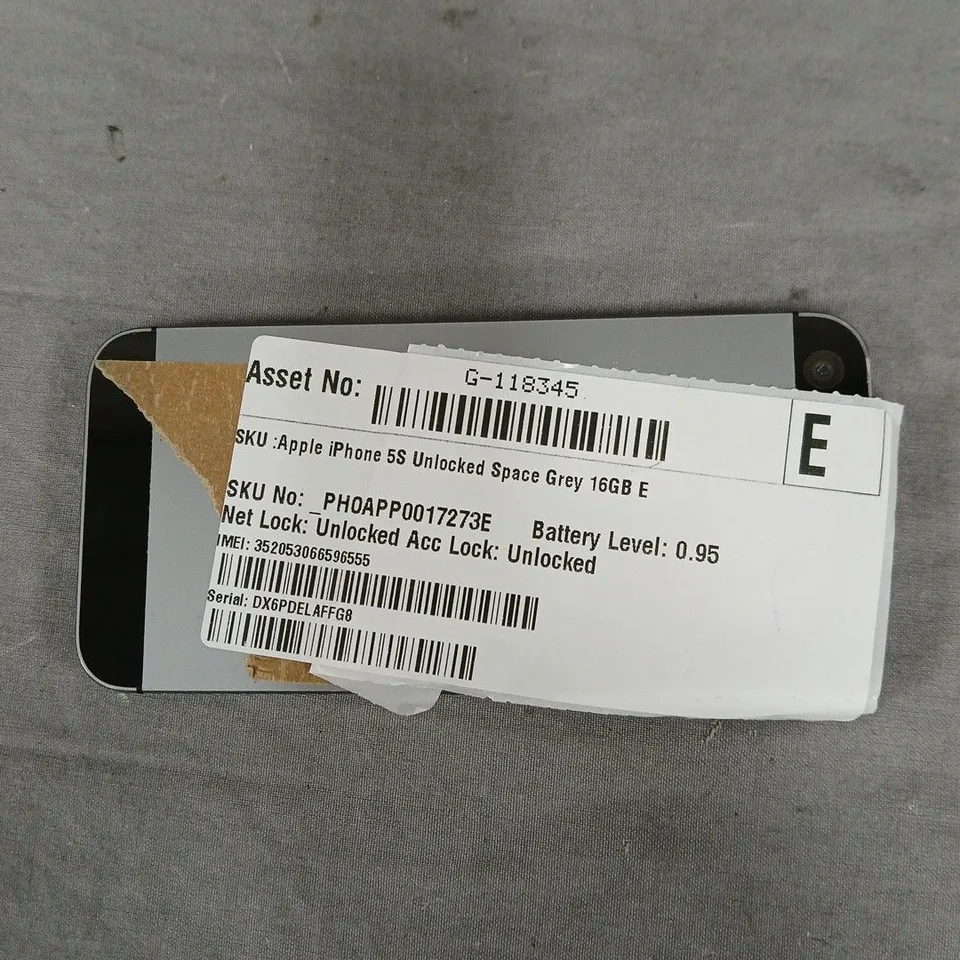 Asset No: G-118345
E
SKU :Apple iPhone 5S Unlocked Space Grey 16GB E
SKU No: _PHOAPP0017273E Battery Level: 0.95
Net Lock: Unlocked Acc Lock: Unlocked
IMEI: 352053066596555
Serial: DX6PDELAFFG8